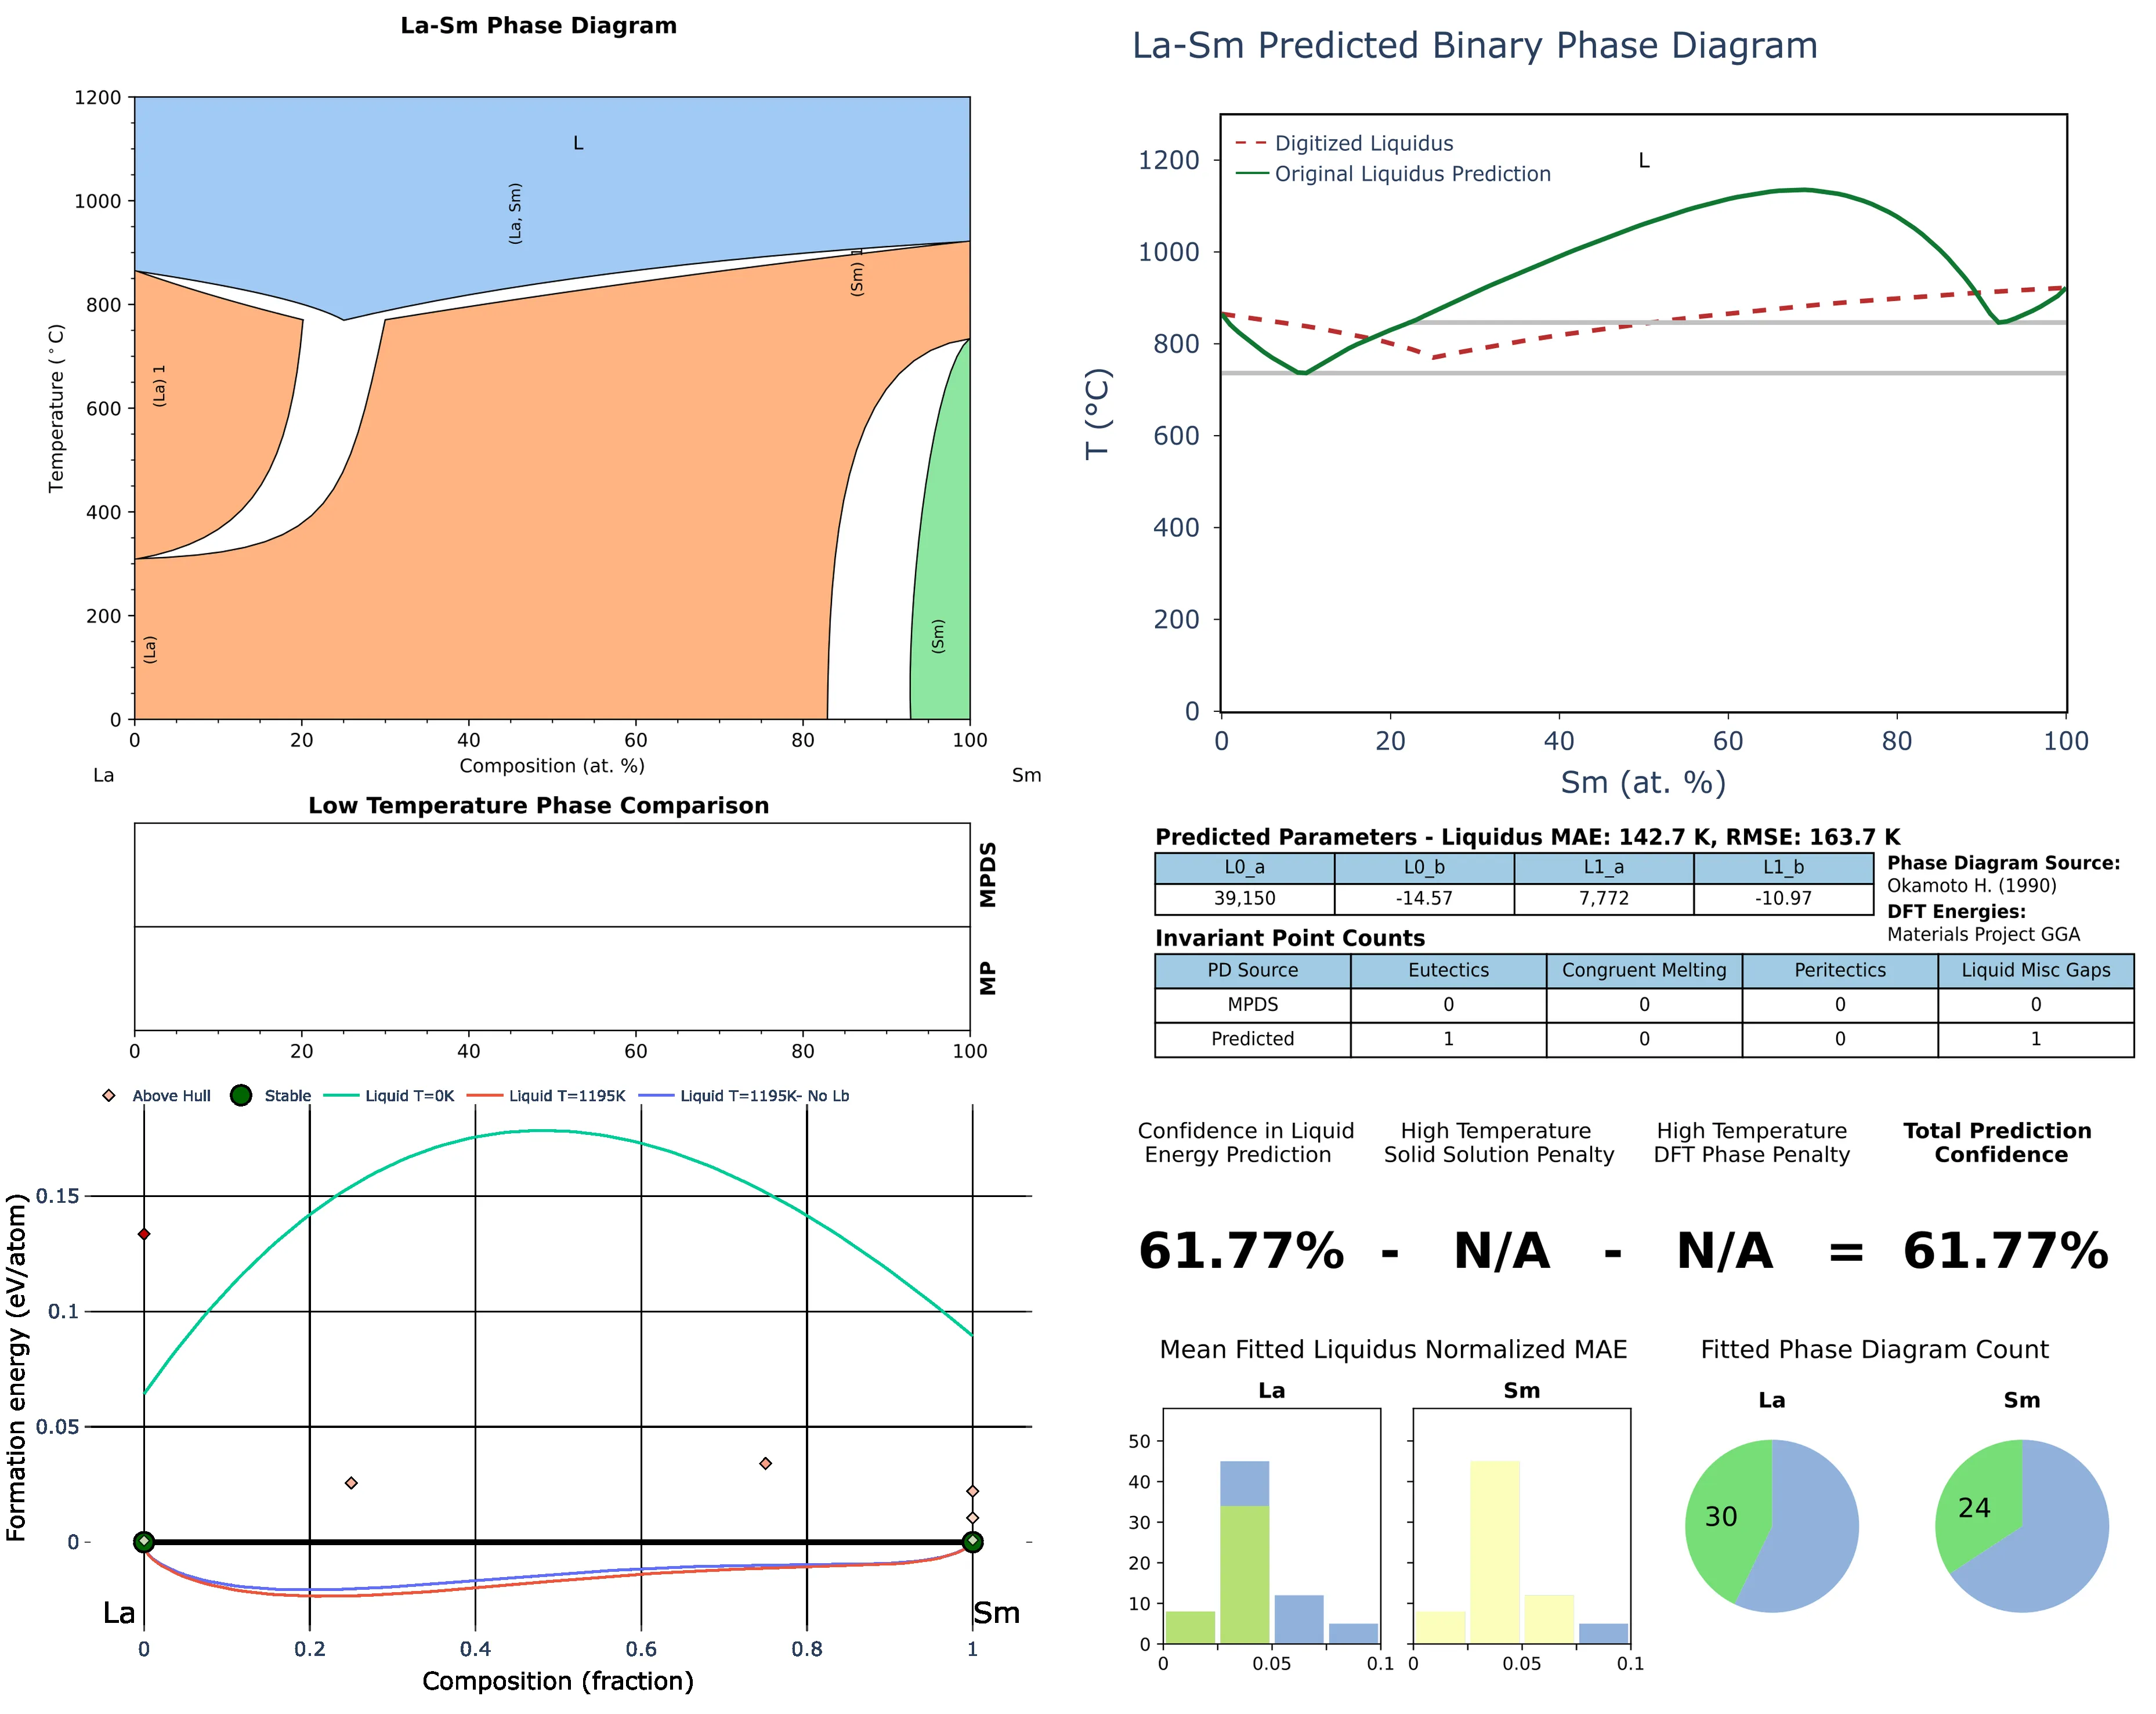 La-Sm Phase Diagram
1200
1000
800
600
400
200
0
Temperature (°C)
L
(La, Sm)
(Sm) 1
(La) 1
(La)
(Sm)
0 20 40 60 80 100
Composition (at. %)
La Sm
Low Temperature Phase Comparison
MPDS
MP
0 20 40 60 80 100
Above Hull Stable Liquid T=0K Liquid T=1195K Liquid T=1195K- No Lb
0.15
0.1
0.05
0
Formation energy (eV/atom)
La Sm
0 0.2 0.4 0.6 0.8 1
Composition (fraction)
La-Sm Predicted Binary Phase Diagram
Digitized Liquidus
Original Liquidus Prediction
L
1200
1000
800
600
400
200
0
T (°C)
0 20 40 60 80 100
Sm (at. %)
Predicted Parameters - Liquidus MAE: 142.7 K, RMSE: 163.7 K
L0_a L0_b L1_a L1_b
39,150 -14.57 7,772 -10.97
Phase Diagram Source:
Okamoto H. (1990)
DFT Energies:
Materials Project GGA
Invariant Point Counts
PD Source Eutectics Congruent Melting Peritectics Liquid Misc Gaps
MPDS 0 0 0 0
Predicted 1 0 0 1
Confidence in Liquid
Energy Prediction
High Temperature
Solid Solution Penalty
High Temperature
DFT Phase Penalty
Total Prediction
Confidence
61.77% - N/A - N/A = 61.77%
Mean Fitted Liquidus Normalized MAE
La Sm
50
40
30
20
10
0
0 0.05 0.1 0 0.05 0.1
Fitted Phase Diagram Count
La Sm
30 24